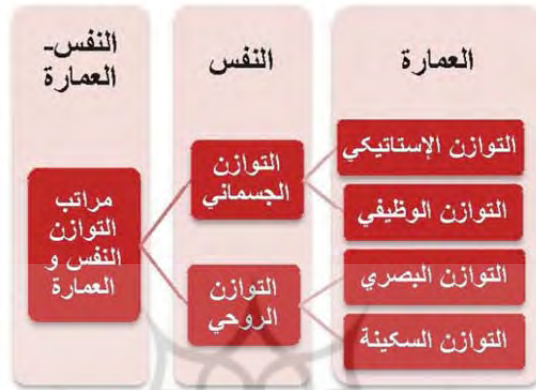 العمارة
النفس
النفس-
العمارة
التوازن الإستاتيكي
التوازن الوظيفي
التوازن البصري
التوازن السكينة
التوازن
الجسماني
التوازن
الروحي
مراتب
التوازن
النفس و
العمارة